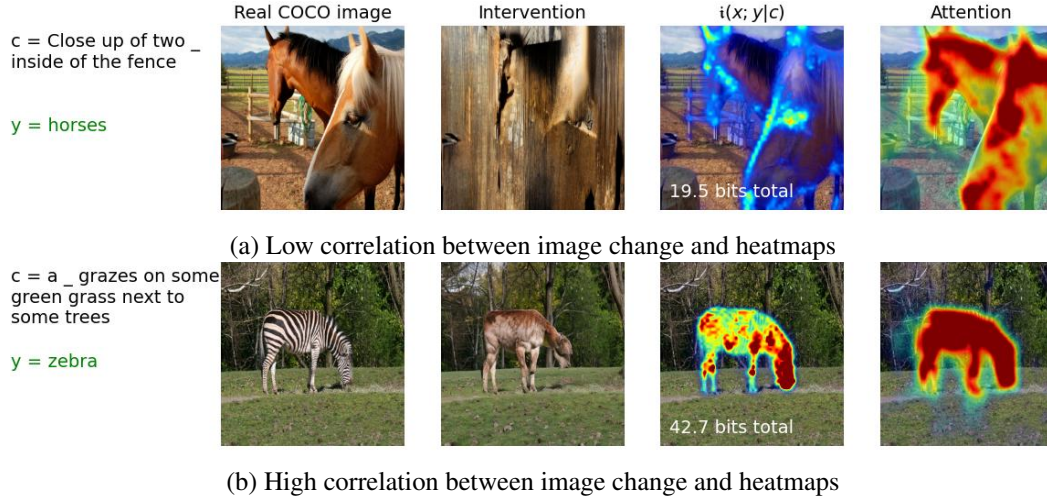 Real COCO image Intervention 𝔦(x; y|c) Attention
c = Close up of two _
inside of the fence
y = horses
19.5 bits total
(a) Low correlation between image change and heatmaps
c = a _ grazes on some
green grass next to
some trees
y = zebra
42.7 bits total
(b) High correlation between image change and heatmaps